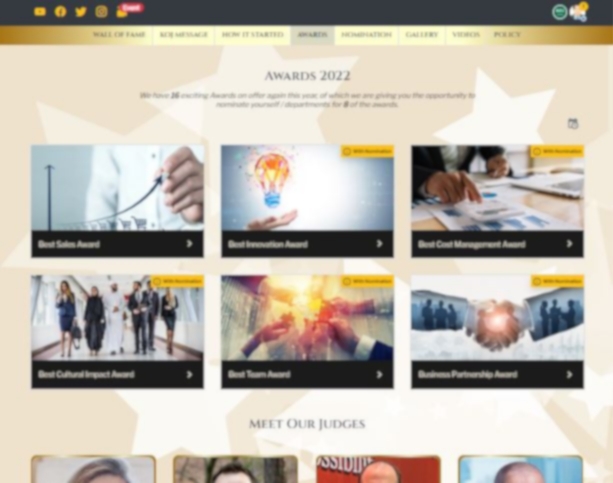 Event
WALL OF FAME
KOJ MESSAGE
HOW IT STARTED
AWARDS
NOMINATION
GALLERY
VIDEOS
POLICY
AWARDS 2022
We have 16 exciting Awards on offer again this year, of which we are giving you the opportunity to
nominate yourself / departments for 8 of the awards.
With Nomination
With Nomination
Best Sales Award
Best Innovation Award
Best Cost Management Award
With Nomination
With Nomination
With Nomination
Best Cultural Impact Award
Best Team Award
Business Partnership Award
MEET OUR JUDGES